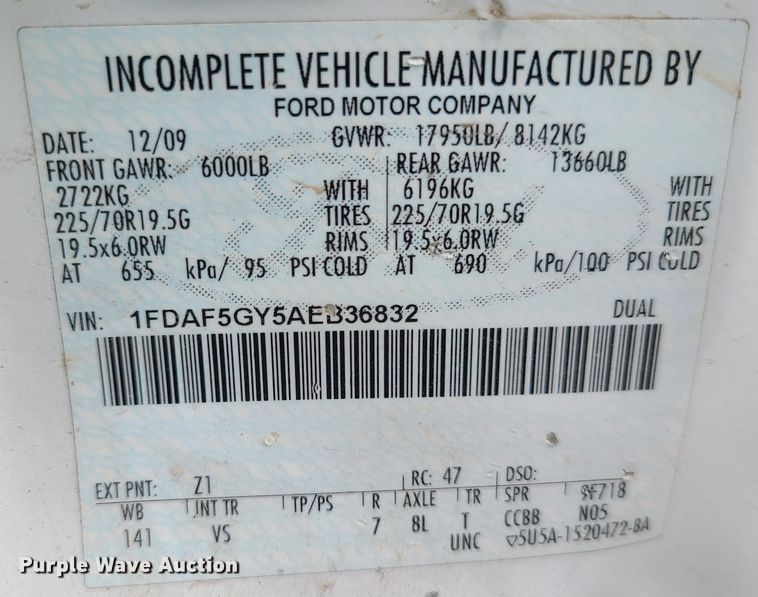 INCOMPLETE VEHICLE MANUFACTURED BY
FORD MOTOR COMPANY
DATE: 12/09 GVWR: 17950LB/ 8142KG
FRONT GAWR: 6000LB REAR GAWR: 13660LB
2722KG WITH 6196KG WITH
225/70R19.5G TIRES 225/70R19.5G TIRES
19.5x6.0RW RIMS 19.5x6.0RW RIMS
AT 655 kPa/ 95 PSI COLD AT 690 kPa/100 PSI COLD
VIN: 1FDAF5GY5AEB36832 DUAL
EXT PNT: Z1 RC: 47 DSO:
WB INT TR TP/PS R AXLE TR SPR 9F718
141 VS 7 8L T CCBB N05
UNC ▽5U5A-1520472-BA
Purple Wave Auction